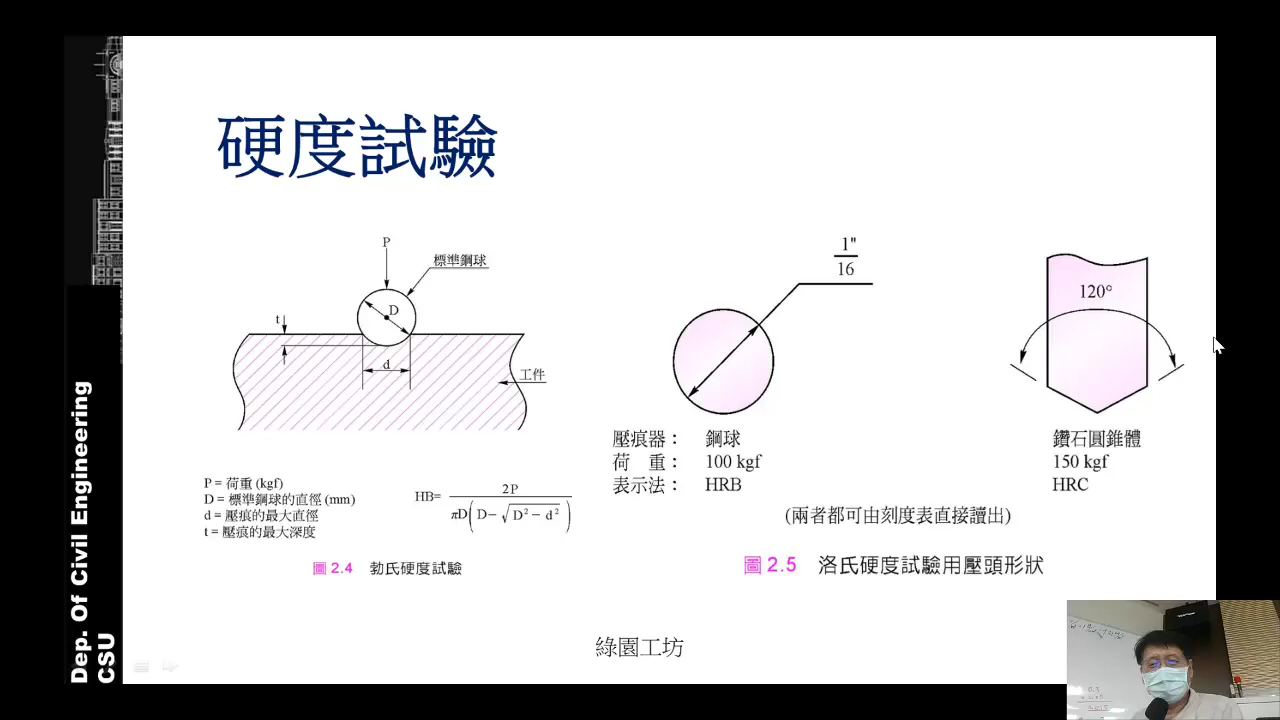 硬度試驗
P
標準鋼球
D
t
d
工件
P = 荷重 (kgf)
D = 標準鋼球的直徑 (mm)
d = 壓痕的最大直徑
t = 壓痕的最大深度
HB= 2P / πD(D− √D² − d²)
圖 2.4 勃氏硬度試驗
1"
16
120°
壓痕器： 鋼球 鑽石圓錐體
荷 重： 100 kgf 150 kgf
表示法： HRB HRC
(兩者都可由刻度表直接讀出)
圖 2.5 洛氏硬度試驗用壓頭形狀
綠園工坊
Dep. Of Civil Engineering
CSU